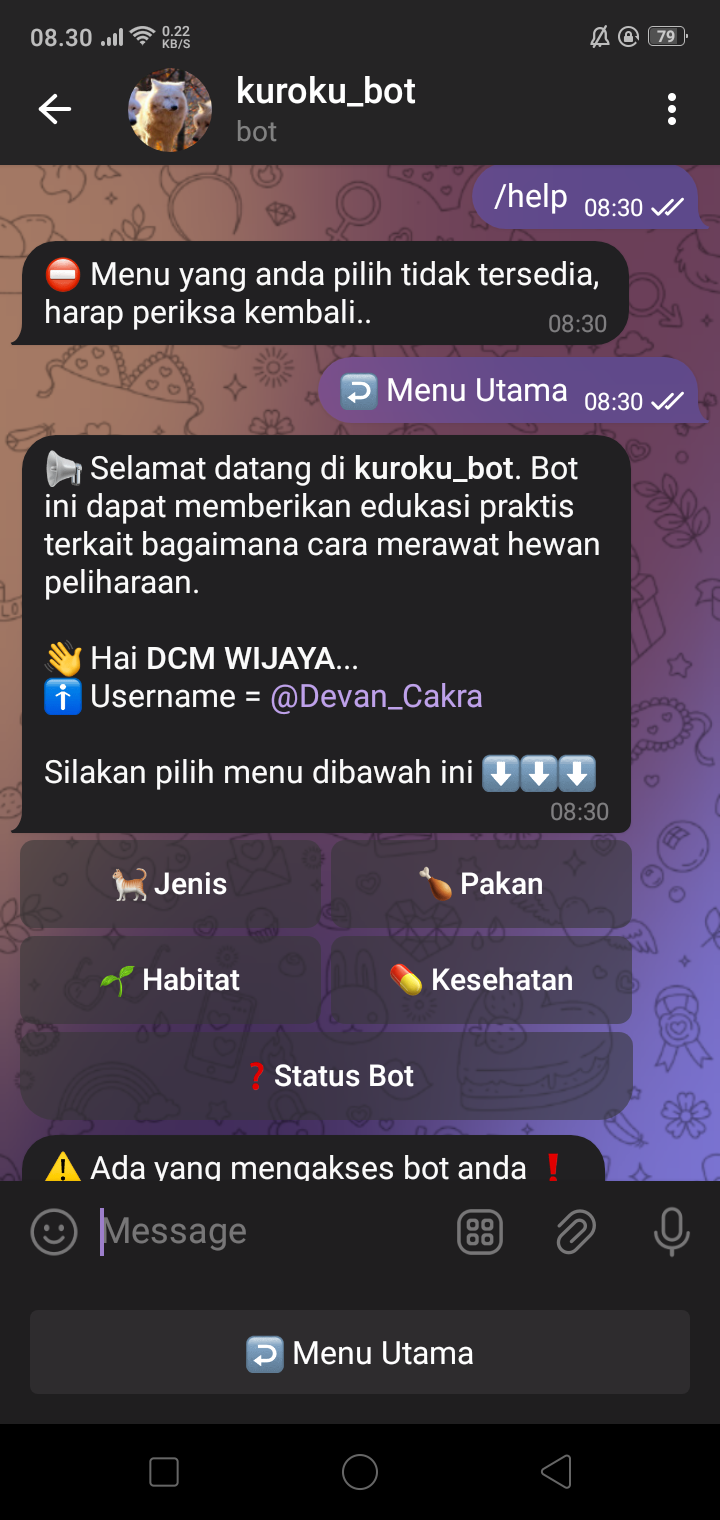 08.30 0.22 KB/S 79
kuroku_bot
bot
/help 08:30
⛔ Menu yang anda pilih tidak tersedia,
harap periksa kembali..
08:30
↩️ Menu Utama 08:30
📢 Selamat datang di kuroku_bot. Bot
ini dapat memberikan edukasi praktis
terkait bagaimana cara merawat hewan
peliharaan.
👋 Hai DCM WIJAYA...
Username = @Devan_Cakra
Silakan pilih menu dibawah ini ⬇️⬇️⬇️
08:30
🐈 Jenis
🍗 Pakan
🌱 Habitat
💊 Kesehatan
❓ Status Bot
⚠️ Ada yang mengakses bot anda ❗
Message
↩️ Menu Utama